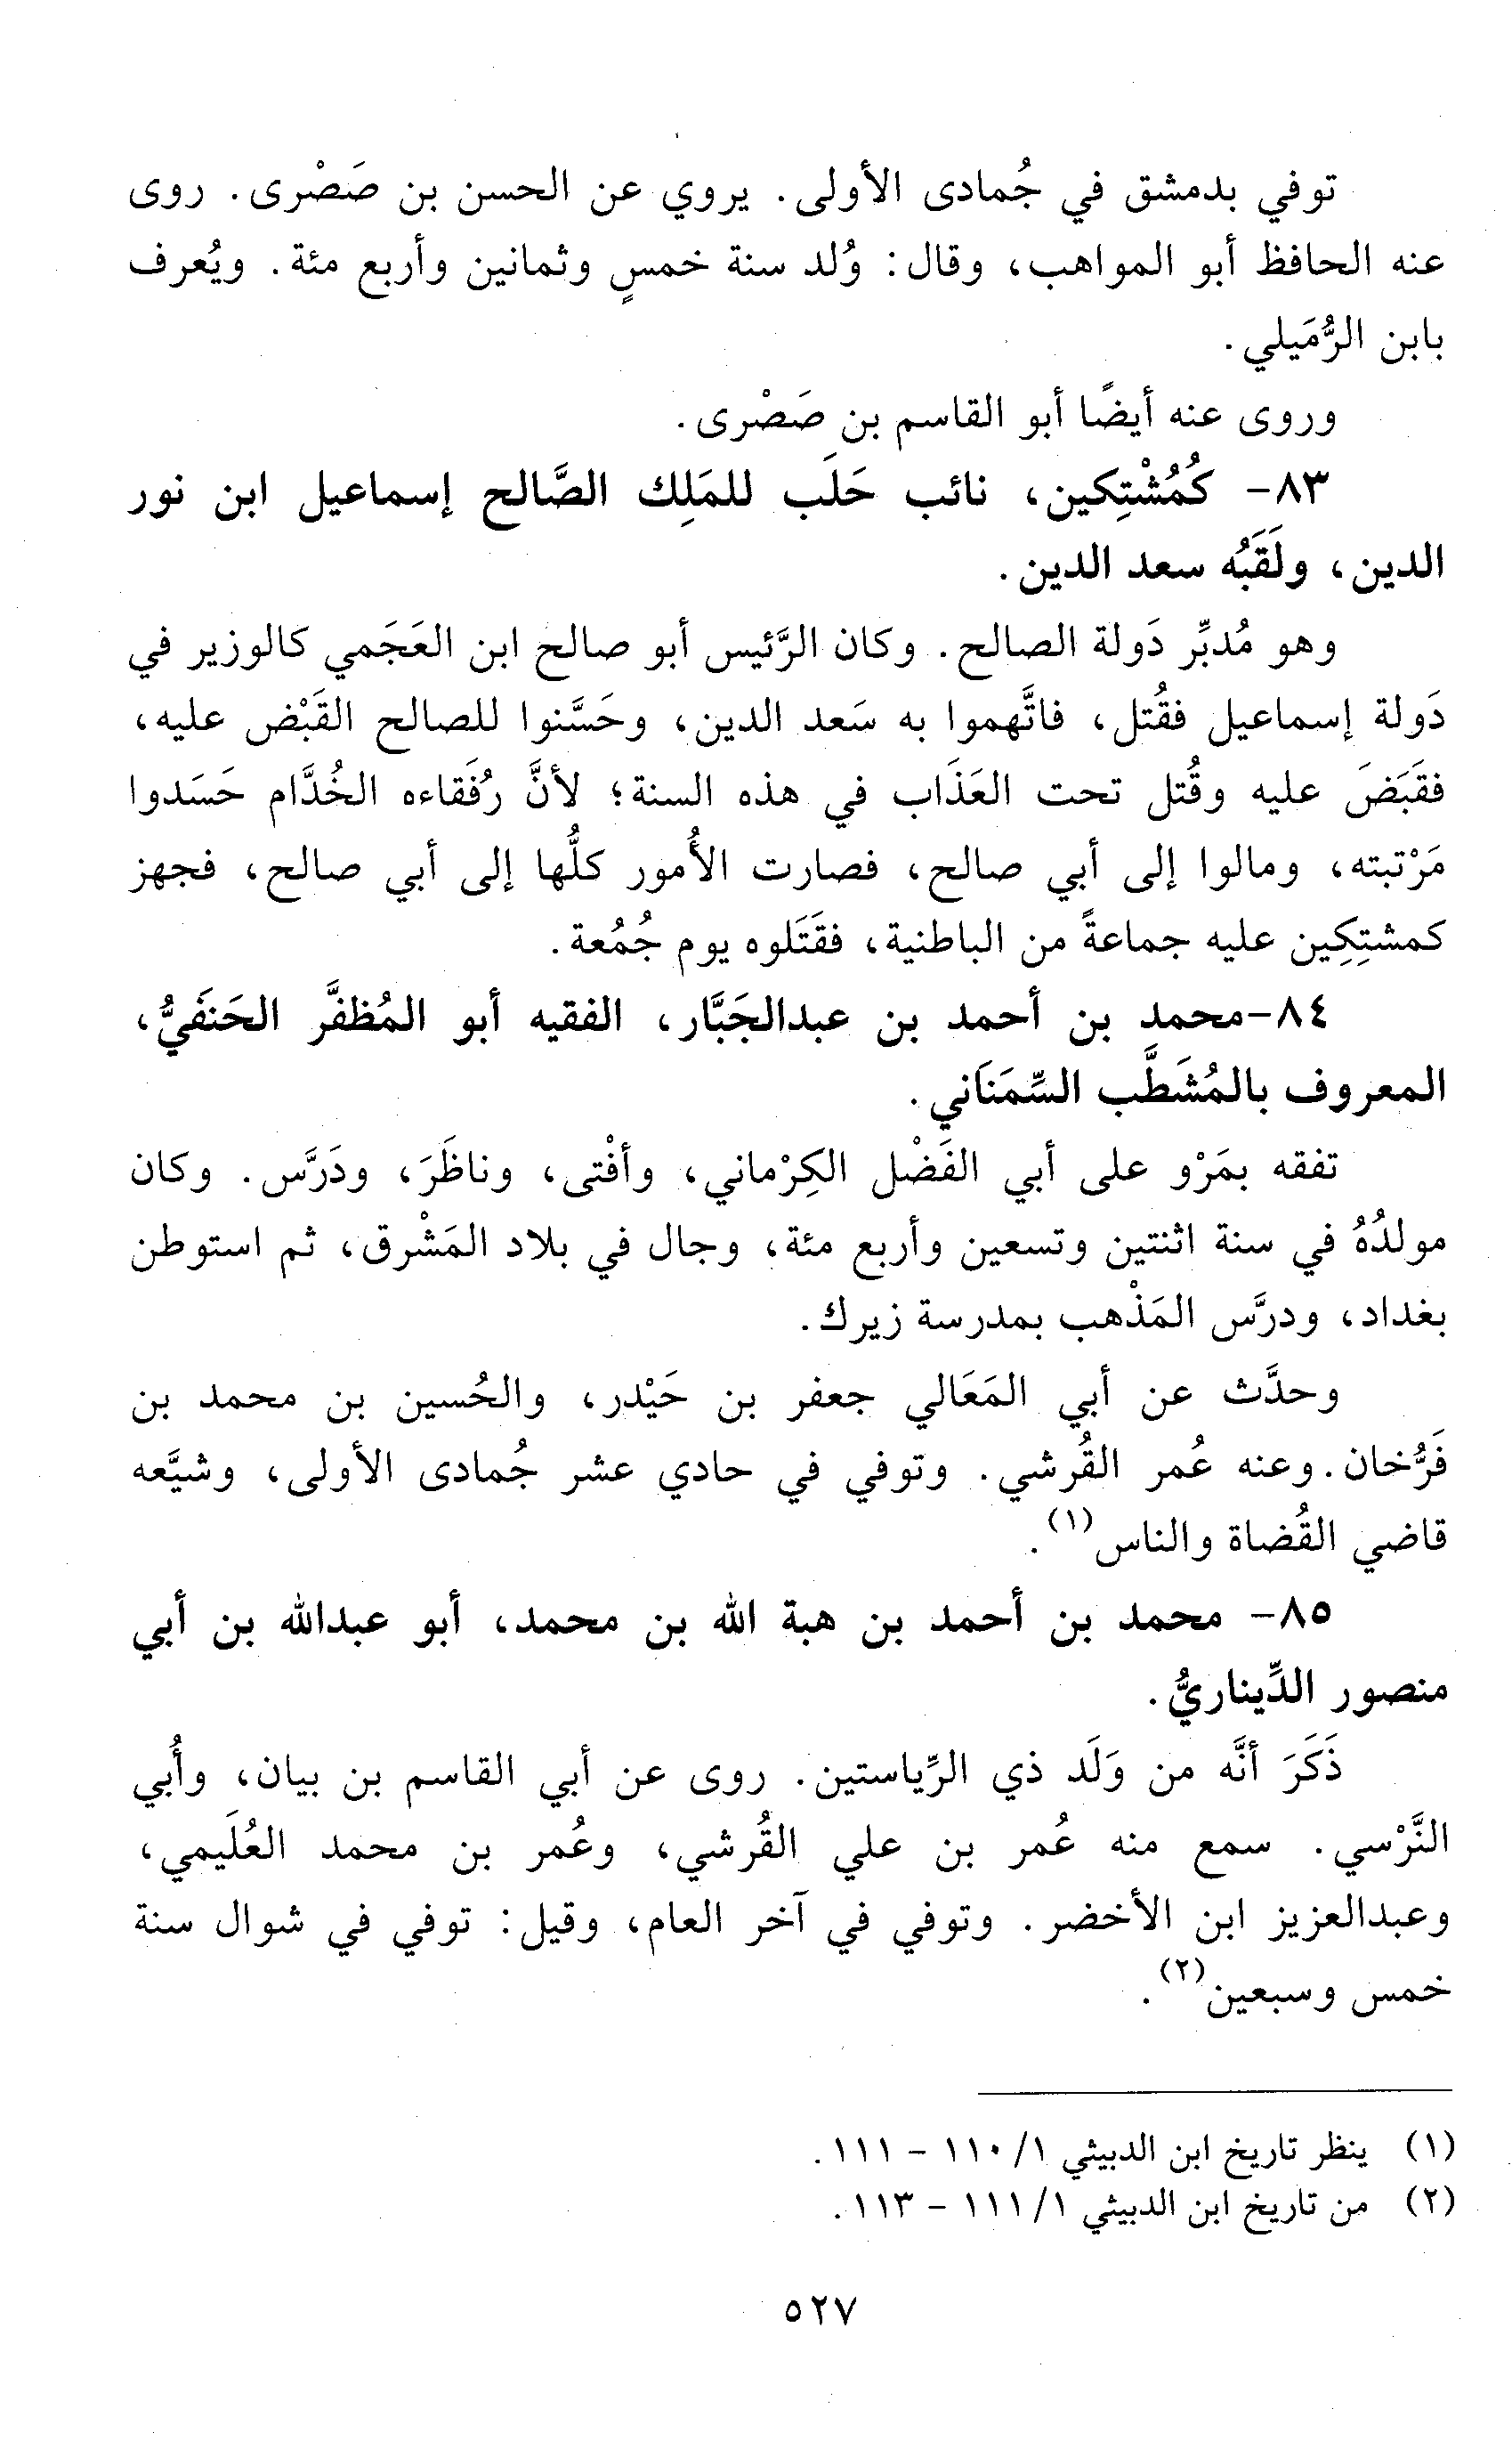 توفي بدمشق في جُمادى الأولى. يروي عن الحسن بن صَصْرى. روى
عنه الحافظ أبو المواهب، وقال: وُلد سنة خمسٍ وثمانين وأربع مئة. ويُعرف
بابن الرُّمَيلي.
وروى عنه أيضًا أبو القاسم بن صَصْرى.
٨٣- كُمُشْتِكين، نائب حَلَب للمَلِك الصَّالح إسماعيل ابن نور
الدين، ولَقَبُه سعد الدين.
وهو مُدبِّر دَولة الصالح. وكان الرَّئيس أبو صالح ابن العَجَمي كالوزير في
دَولة إسماعيل فقُتل، فاتَّهموا به سَعد الدين، وحَسَّنوا للصالح القَبْض عليه،
فقَبَضَ عليه وقُتل تحت العَذَاب في هذه السنة؛ لأنَّ رُفَقاءه الخُدَّام حَسَدوا
مَرْتبته، ومالوا إلى أبي صالح، فصارت الأُمور كلُّها إلى أبي صالح، فجهز
كمشتِكِين عليه جماعةً من الباطنية، فقَتَلوه يوم جُمُعة.
٨٤-محمد بن أحمد بن عبدالجَبَّار، الفقيه أبو المُظفَّر الحَنَفيُّ،
المعروف بالمُشَطَّب السِّمَنَاني.
تفقه بمَرْو على أبي الفَضْل الكِرْماني، وأفْتى، وناظَرَ، ودَرَّس. وكان
مولدُهُ في سنة اثنتين وتسعين وأربع مئة، وجال في بلاد المَشْرق، ثم استوطن
بغداد، ودرَّس المَذْهب بمدرسة زيرك.
وحدَّث عن أبي المَعَالي جعفر بن حَيْدر، والحُسين بن محمد بن
فَرُّخان. وعنه عُمر القُرشي. وتوفي في حادي عشر جُمادى الأولى، وشيَّعه
قاضي القُضاة والناس(١).
٨٥- محمد بن أحمد بن هبة الله بن محمد، أبو عبدالله بن أبي
منصور الدِّيناريُّ.
ذَكَرَ أنَّه من وَلَد ذي الرِّياستين. روى عن أبي القاسم بن بيان، وأُبي
النَّرْسي. سمع منه عُمر بن علي القُرشي، وعُمر بن محمد العُلَيمي،
وعبدالعزيز ابن الأخضر. وتوفي في آخر العام، وقيل: توفي في شوال سنة
خمس وسبعين(٢).
(١) ينظر تاريخ ابن الدبيثي ١/ ١١٠ - ١١١.
(٢) من تاريخ ابن الدبيثي ١/ ١١١ - ١١٣.
٥٢٧